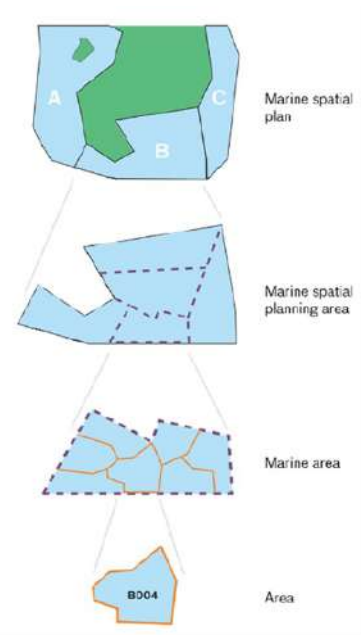 A
C
B
Marine spatial
plan
Marine spatial
planning area
Marine area
B004
Area